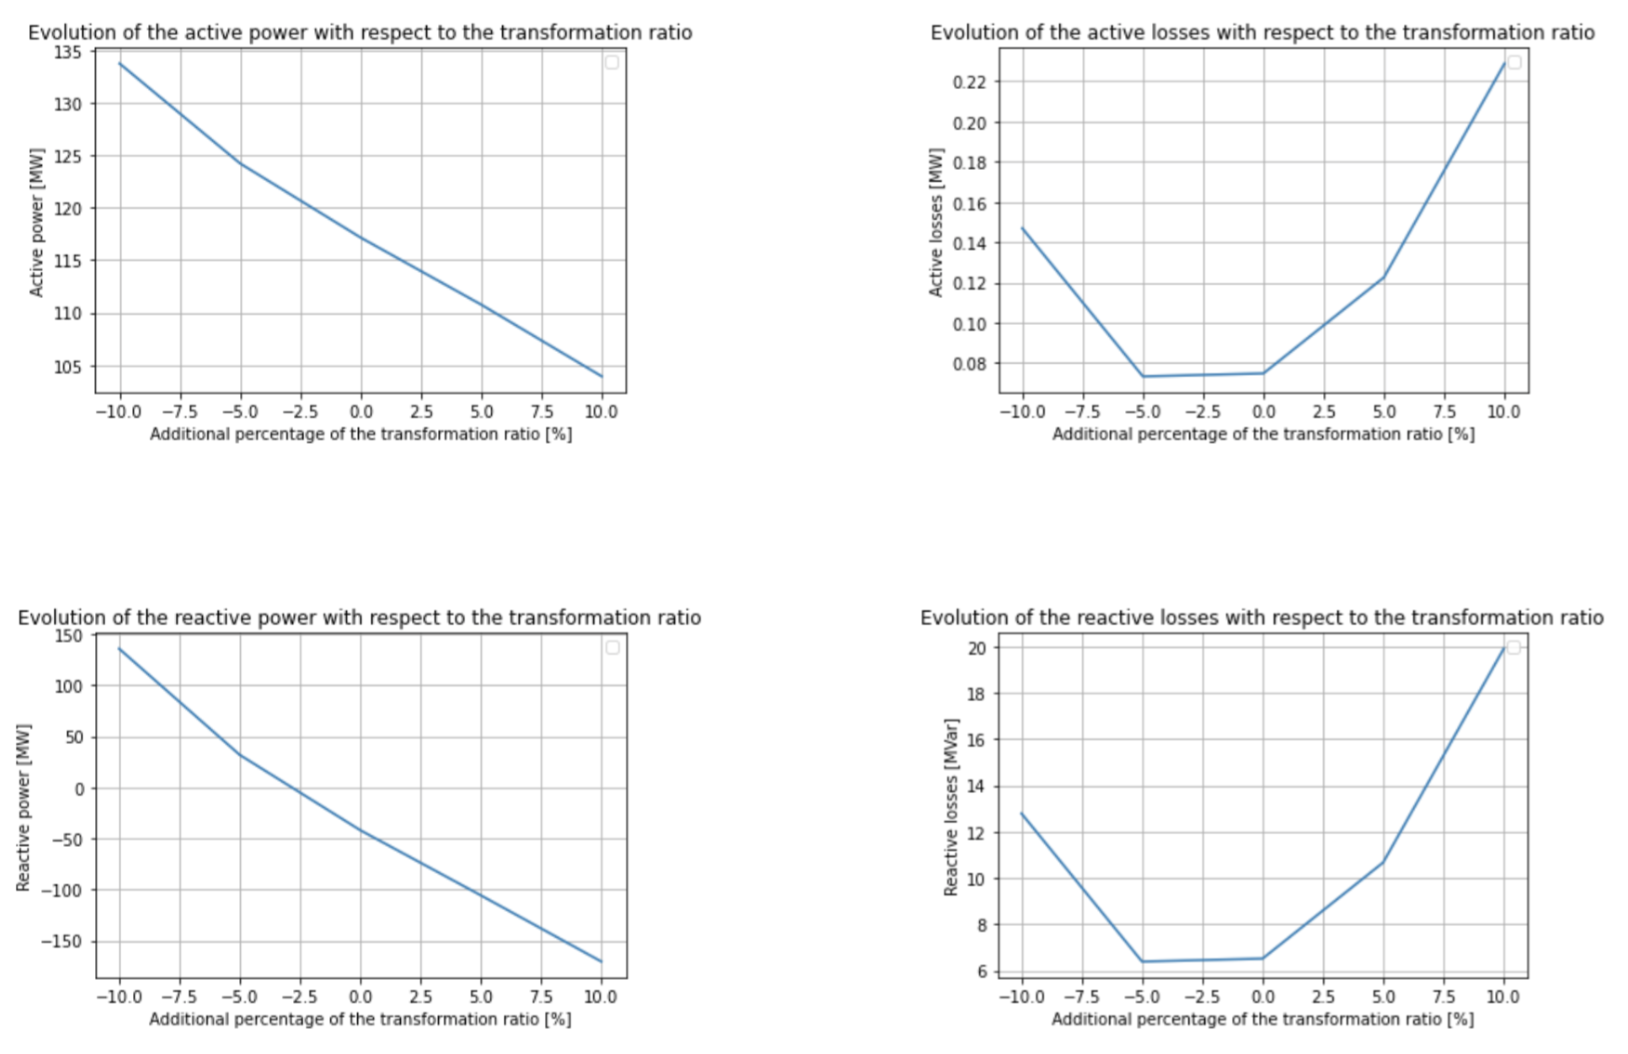 Evolution of the active power with respect to the transformation ratio
135
130
125
120
115
110
105
Active power [MW]
−10.0 −7.5 −5.0 −2.5 0.0 2.5 5.0 7.5 10.0
Additional percentage of the transformation ratio [%]
Evolution of the active losses with respect to the transformation ratio
0.22
0.20
0.18
0.16
0.14
0.12
0.10
0.08
Active losses [MW]
−10.0 −7.5 −5.0 −2.5 0.0 2.5 5.0 7.5 10.0
Additional percentage of the transformation ratio [%]
Evolution of the reactive power with respect to the transformation ratio
150
100
50
0
−50
−100
−150
Reactive power [MW]
−10.0 −7.5 −5.0 −2.5 0.0 2.5 5.0 7.5 10.0
Additional percentage of the transformation ratio [%]
Evolution of the reactive losses with respect to the transformation ratio
20
18
16
14
12
10
8
6
Reactive losses [MVar]
−10.0 −7.5 −5.0 −2.5 0.0 2.5 5.0 7.5 10.0
Additional percentage of the transformation ratio [%]